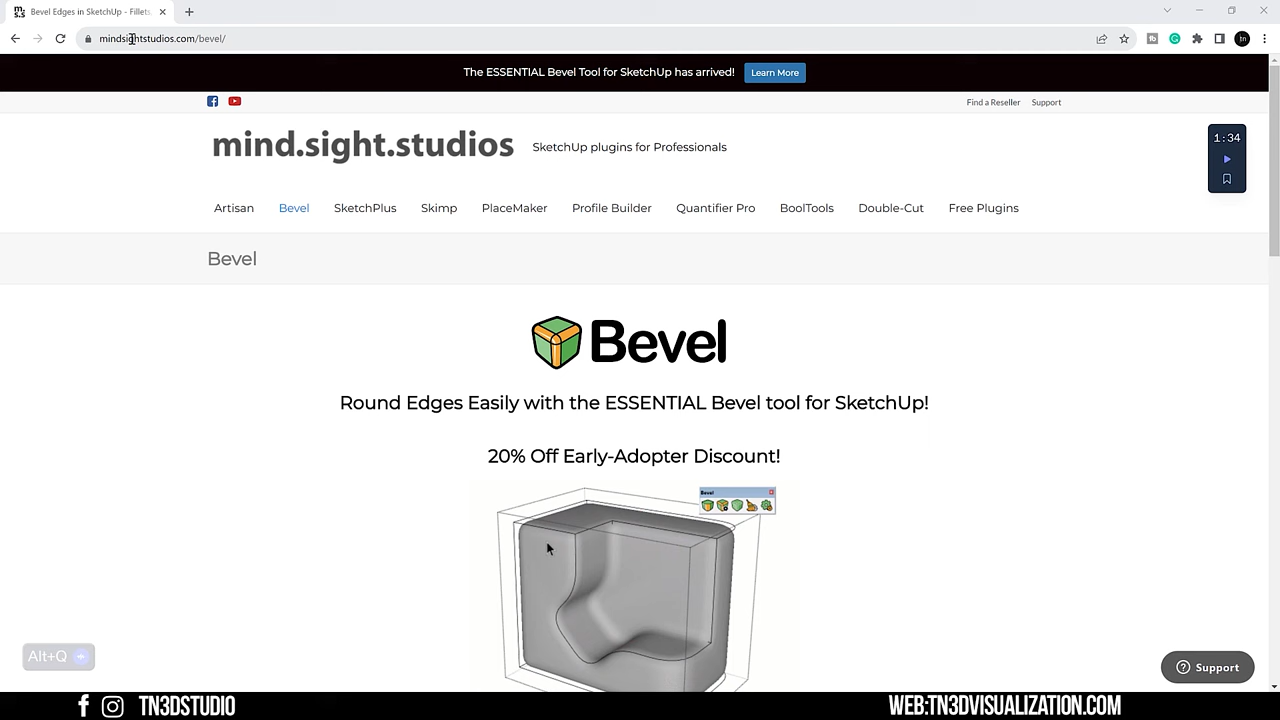 Bevel Edges in SketchUp - Fillets
mindsightstudios.com/bevel/
The ESSENTIAL Bevel Tool for SketchUp has arrived! Learn More
Find a Reseller Support
mind.sight.studios SketchUp plugins for Professionals
1:34
Artisan Bevel SketchPlus Skimp PlaceMaker Profile Builder Quantifier Pro BoolTools Double-Cut Free Plugins
Bevel
Bevel
Round Edges Easily with the ESSENTIAL Bevel tool for SketchUp!
20% Off Early-Adopter Discount!
Bevel
Alt+Q
Support
TN3DSTUDIO WEB:TN3DVISUALIZATION.COM